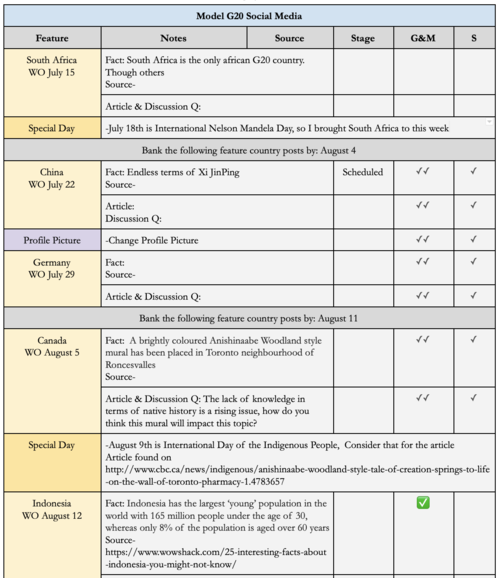 Model G20 Social Media
Feature Notes Source Stage G&M S
South Africa
WO July 15
Fact: South Africa is the only african G20 country.
Though others
Source-
Article & Discussion Q:
Special Day -July 18th is International Nelson Mandela Day, so I brought South Africa to this week
Bank the following feature country posts by: August 4
China
WO July 22
Fact: Endless terms of Xi JinPing
Source-
Scheduled ✓✓ ✓
Article:
Discussion Q:
✓✓ ✓
Profile Picture -Change Profile Picture ✓✓ ✓
Germany
WO July 29
Fact:
Source-
✓✓ ✓
Article & Discussion Q: ✓✓ ✓
Bank the following feature country posts by: August 11
Canada
WO August 5
Fact: A brightly coloured Anishinaabe Woodland style
mural has been placed in Toronto neighbourhood of
Roncesvalles
Source-
✓✓ ✓
Article & Discussion Q: The lack of knowledge in
terms of native history is a rising issue, how do you
think this mural will impact this topic?
✓✓ ✓
Special Day
-August 9th is International Day of the Indigenous People, Consider that for the article
Article found on
http://www.cbc.ca/news/indigenous/anishinaabe-woodland-style-tale-of-creation-springs-to-life
-on-the-wall-of-toronto-pharmacy-1.4783657
Indonesia
WO August 12
Fact: Indonesia has the largest ‘young’ population in the
world with 165 million people under the age of 30,
whereas only 8% of the population is aged over 60 years
Source-
https://www.wowshack.com/25-interesting-facts-about
-indonesia-you-might-not-know/
✅